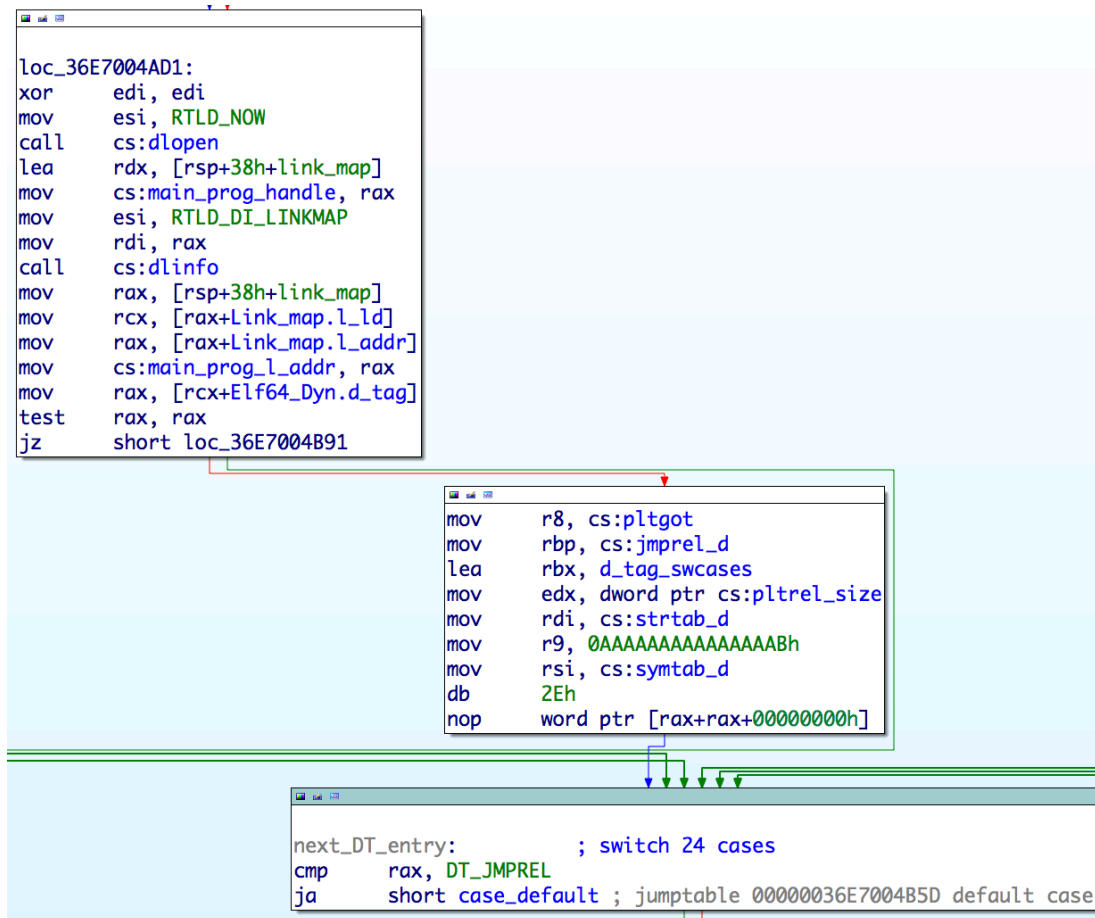 loc_36E7004AD1:
xor edi, edi
mov esi, RTLD_NOW
call cs:dlopen
lea rdx, [rsp+38h+link_map]
mov cs:main_prog_handle, rax
mov esi, RTLD_DI_LINKMAP
mov rdi, rax
call cs:dlinfo
mov rax, [rsp+38h+link_map]
mov rcx, [rax+Link_map.l_ld]
mov rax, [rax+Link_map.l_addr]
mov cs:main_prog_l_addr, rax
mov rax, [rcx+Elf64_Dyn.d_tag]
test rax, rax
jz short loc_36E7004B91
mov r8, cs:pltgot
mov rbp, cs:jmprel_d
lea rbx, d_tag_swcases
mov edx, dword ptr cs:pltrel_size
mov rdi, cs:strtab_d
mov r9, 0AAAAAAAAAAAAAAABh
mov rsi, cs:symtab_d
db 2Eh
nop word ptr [rax+rax+00000000h]
next_DT_entry: ; switch 24 cases
cmp rax, DT_JMPREL
ja short case_default ; jumptable 00000036E7004B5D default case